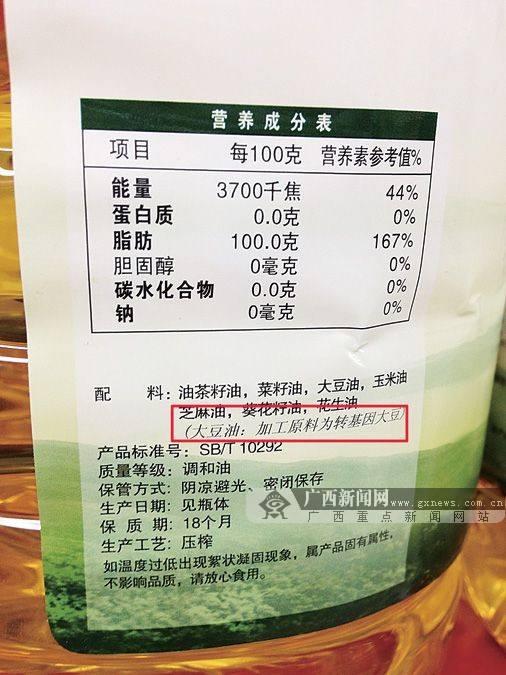 营养成分表
项目 每100克 营养素参考值%
能量 3700千焦 44%
蛋白质 0.0克 0%
脂肪 100.0克 167%
胆固醇 0毫克 0%
碳水化合物 0.0克 0%
钠 0毫克 0%
配 料：油茶籽油，菜籽油，大豆油，玉米油
芝麻油，葵花籽油，花生油
(大豆油：加工原料为转基因大豆)
产品标准号：SB/T 10292
质量等级：调和油
保管方式：阴凉避光、密闭保存
生产日期：见瓶体
保 质 期：18个月
生产工艺：压榨
如温度过低出现絮状凝固现象，属产品固有属性，
不影响品质，请放心食用。
广西新闻网
www.gxnews.com.cn
广西重点新闻网站